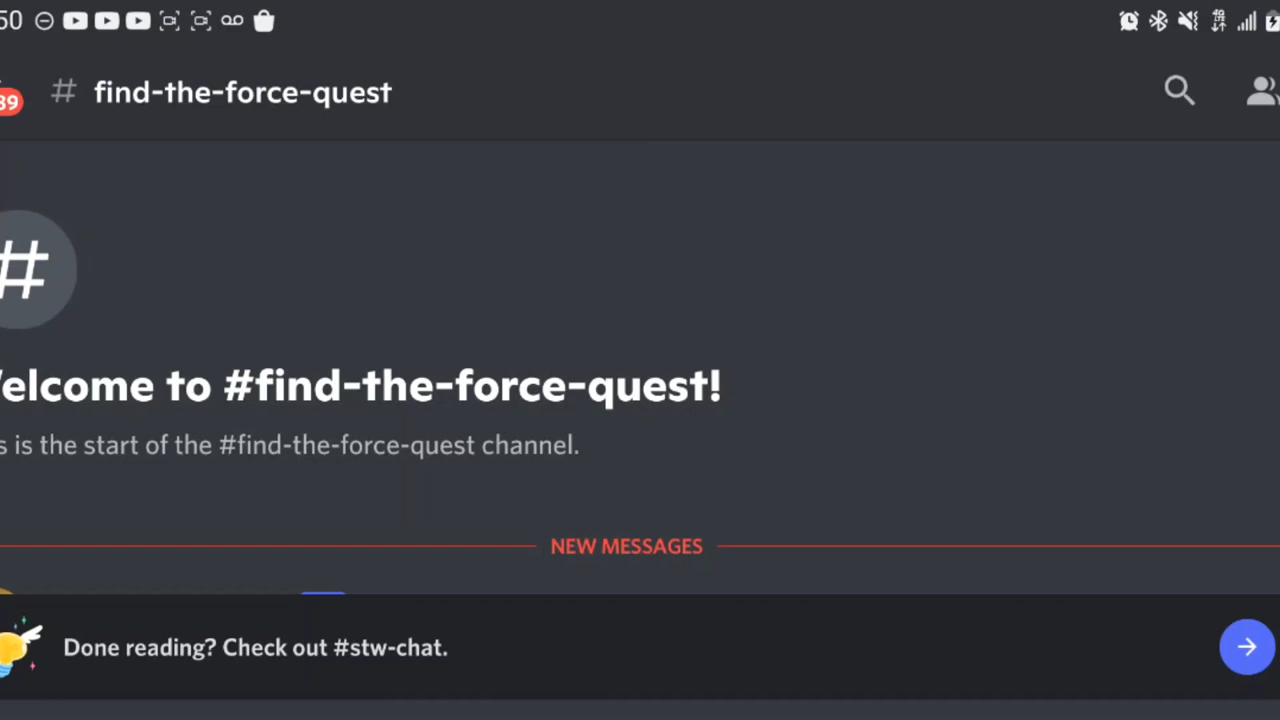 50
39 # find-the-force-quest
#
elcome to #find-the-force-quest!
s is the start of the #find-the-force-quest channel.
NEW MESSAGES
Done reading? Check out #stw-chat.